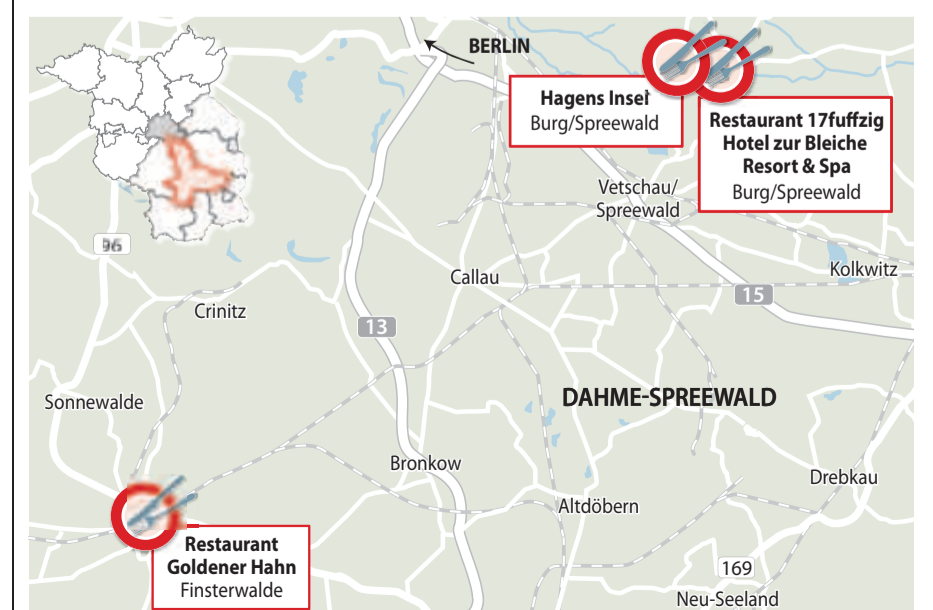 BERLIN
Hagens Insel
Burg/Spreewald
Restaurant 17fuffzig
Hotel zur Bleiche
Resort & Spa
Burg/Spreewald
Vetschau/
Spreewald
96
Callau
Kolkwitz
15
Crinitz
13
DAHME-SPREEWALD
Sonnewalde
Bronkow
Drebkau
Altdöbern
Restaurant
Goldener Hahn
Finsterwalde
169
Neu-Seeland